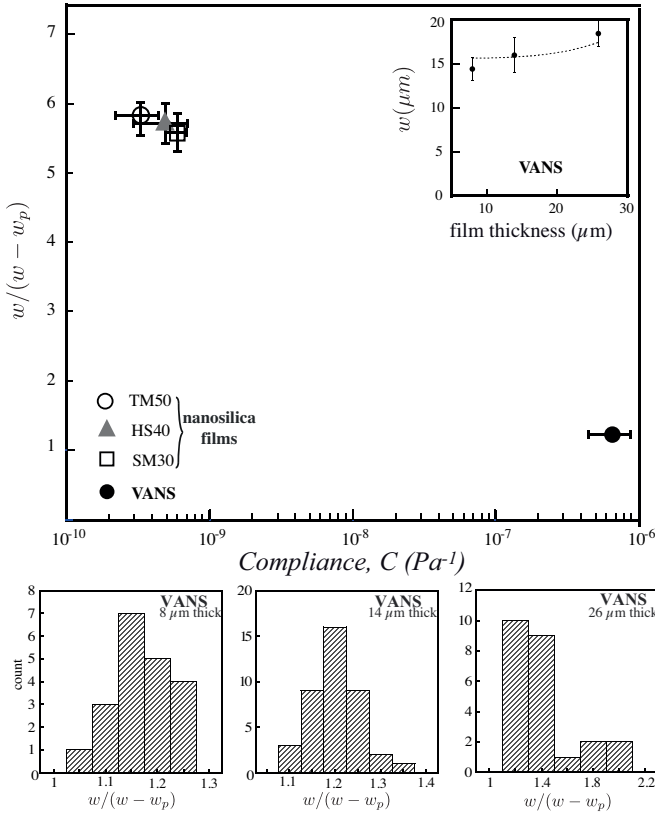 7
6
5
4
3
2
1
w/(w − w_p)
TM50
HS40
SM30
nanosilica
films
VANS
10^-10 10^-9 10^-8 10^-7 10^-6
Compliance, C (Pa^-1)
20
15
10
5
0
w(μm)
VANS
10 20 30
film thickness (μm)
8
7
6
5
4
3
2
1
0
count
VANS
8 μm thick
1 1.1 1.2 1.3
w/(w − w_p)
20
15
10
5
0
VANS
14 μm thick
1.1 1.2 1.3 1.4
w/(w − w_p)
12
10
8
6
4
2
0
VANS
26 μm thick
1 1.4 1.8 2.2
w/(w − w_p)